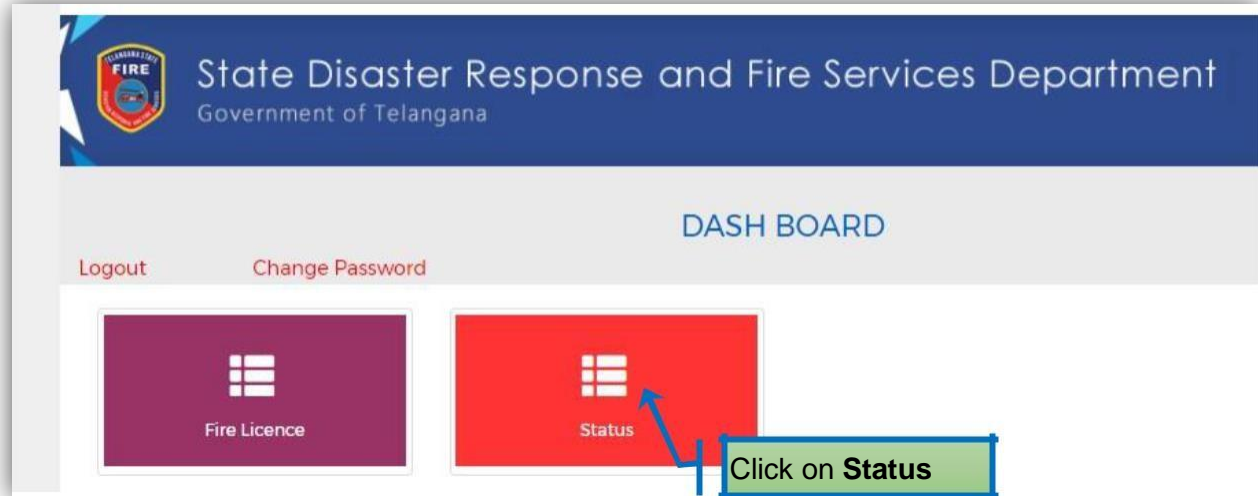 FIRE
State Disaster Response and Fire Services Department
Government of Telangana
DASH BOARD
Logout Change Password
Fire Licence Status
Click on Status